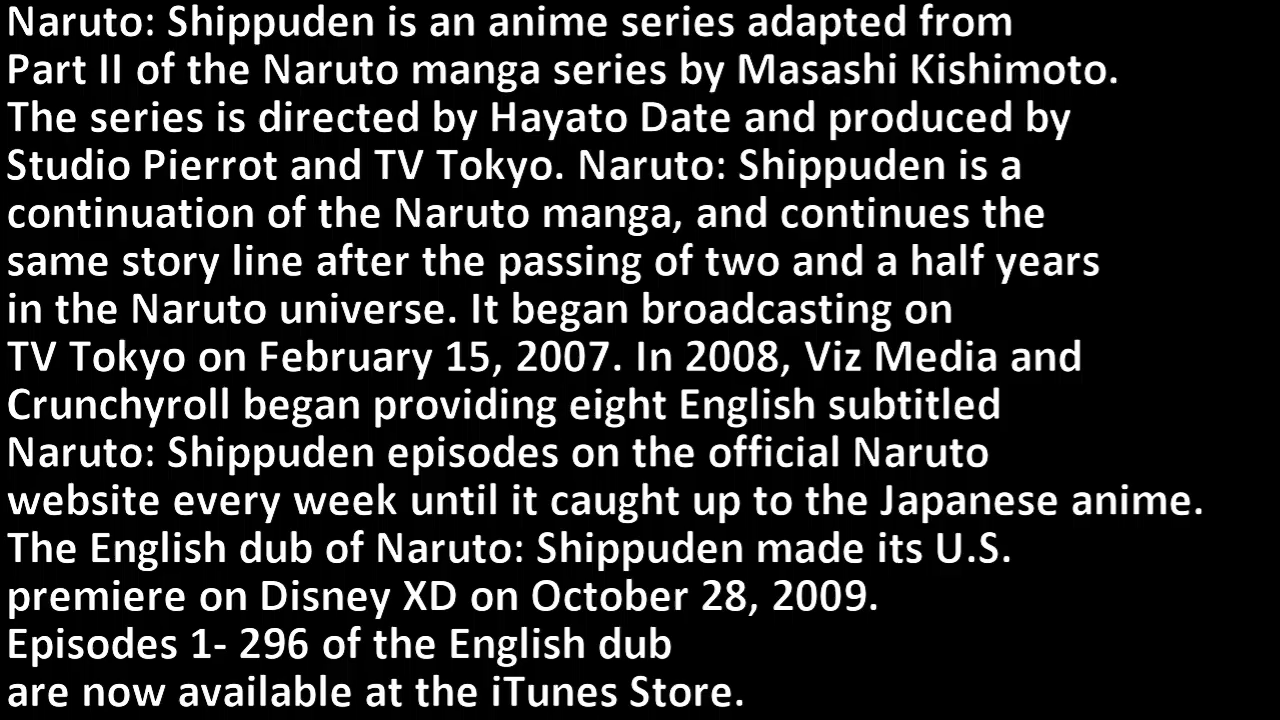 Naruto: Shippuden is an anime series adapted from
Part II of the Naruto manga series by Masashi Kishimoto.
The series is directed by Hayato Date and produced by
Studio Pierrot and TV Tokyo. Naruto: Shippuden is a
continuation of the Naruto manga, and continues the
same story line after the passing of two and a half years
in the Naruto universe. It began broadcasting on
TV Tokyo on February 15, 2007. In 2008, Viz Media and
Crunchyroll began providing eight English subtitled
Naruto: Shippuden episodes on the official Naruto
website every week until it caught up to the Japanese anime.
The English dub of Naruto: Shippuden made its U.S.
premiere on Disney XD on October 28, 2009.
Episodes 1- 296 of the English dub
are now available at the iTunes Store.